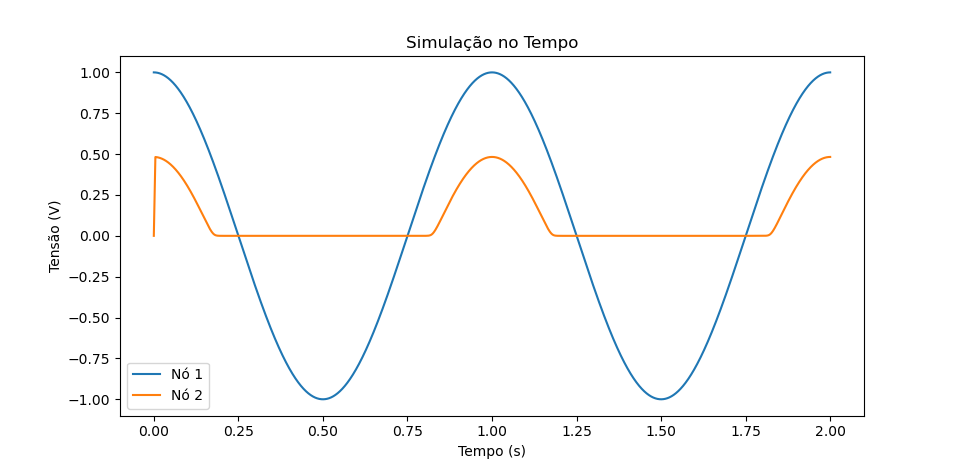 Simulação no Tempo
Tensão (V)
1.00
0.75
0.50
0.25
0.00
−0.25
−0.50
−0.75
−1.00
Nó 1
Nó 2
0.00 0.25 0.50 0.75 1.00 1.25 1.50 1.75 2.00
Tempo (s)